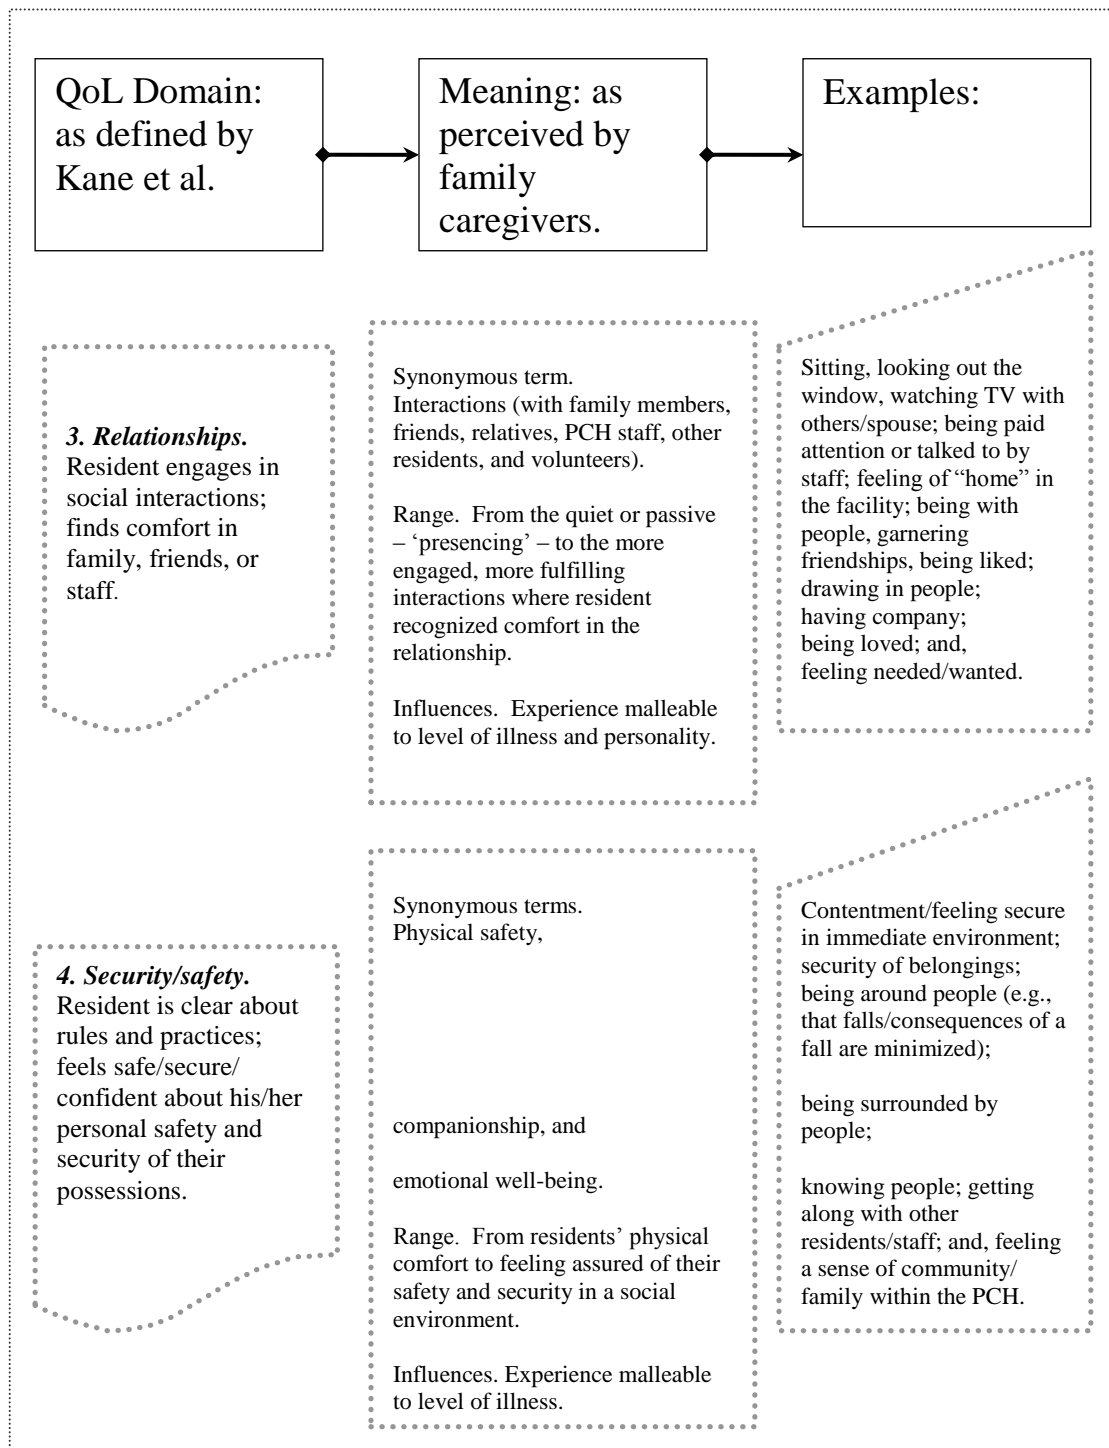 QoL Domain:
as defined by
Kane et al.
Meaning: as
perceived by
family
caregivers.
Examples:
3. Relationships.
Resident engages in
social interactions;
finds comfort in
family, friends, or
staff.
Synonymous term.
Interactions (with family members,
friends, relatives, PCH staff, other
residents, and volunteers).
Range.  From the quiet or passive
– ‘presencing’ – to the more
engaged, more fulfilling
interactions where resident
recognized comfort in the
relationship.
Influences.  Experience malleable
to level of illness and personality.
Sitting, looking out the
window, watching TV with
others/spouse; being paid
attention or talked to by
staff; feeling of “home” in
the facility; being with
people, garnering
friendships, being liked;
drawing in people;
having company;
being loved; and,
feeling needed/wanted.
4. Security/safety.
Resident is clear about
rules and practices;
feels safe/secure/
confident about his/her
personal safety and
security of their
possessions.
Synonymous terms.
Physical safety,
companionship, and
emotional well-being.
Range.  From residents’ physical
comfort to feeling assured of their
safety and security in a social
environment.
Influences. Experience malleable
to level of illness.
Contentment/feeling secure
in immediate environment;
security of belongings;
being around people (e.g.,
that falls/consequences of a
fall are minimized);
being surrounded by
people;
knowing people; getting
along with other
residents/staff; and, feeling
a sense of community/
family within the PCH.